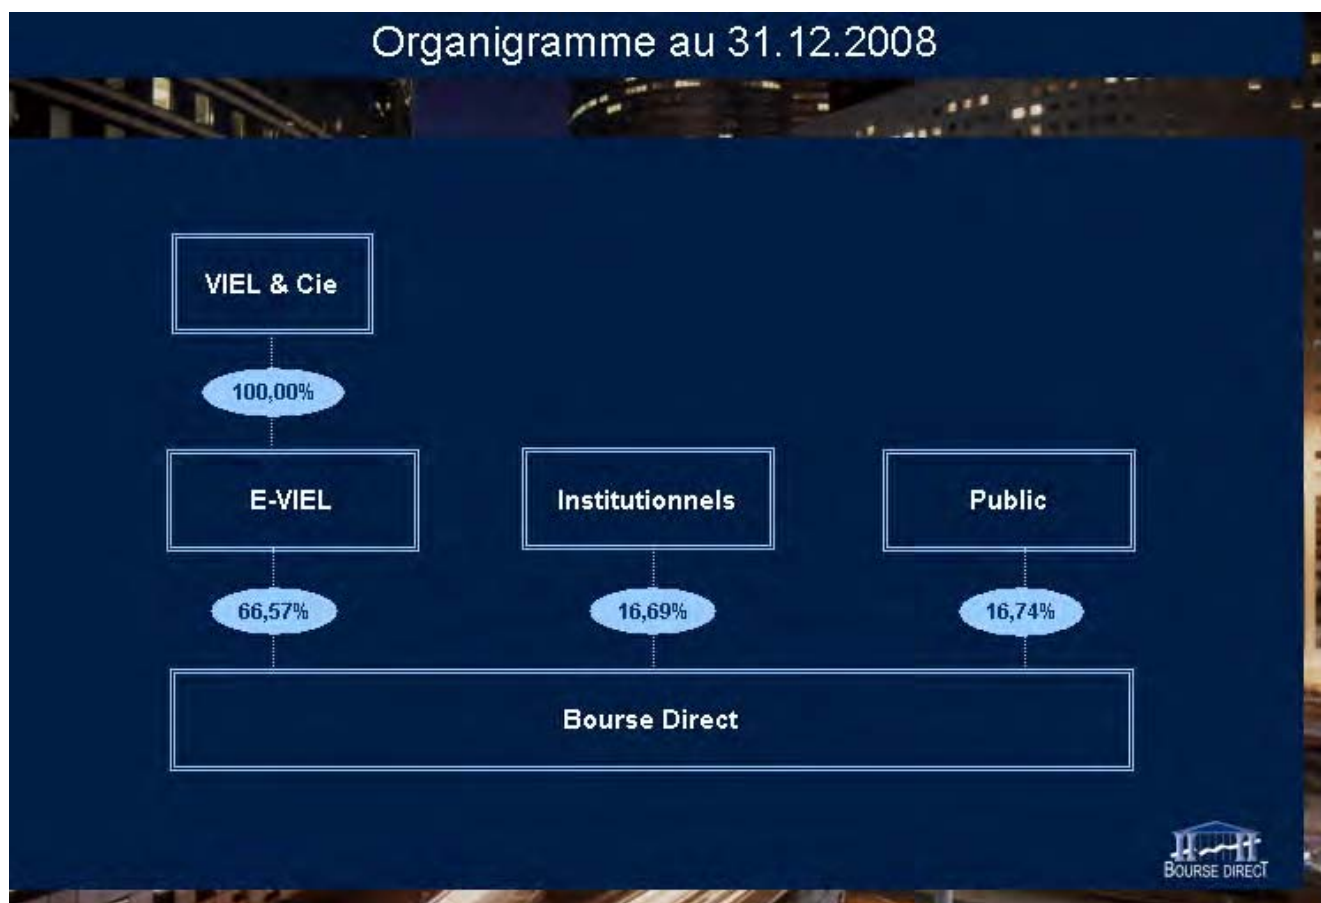 Organigramme au 31.12.2008
VIEL & Cie
100,00%
E-VIEL
Institutionnels
Public
66,57%
16,69%
16,74%
Bourse Direct
BOURSE DIRECT